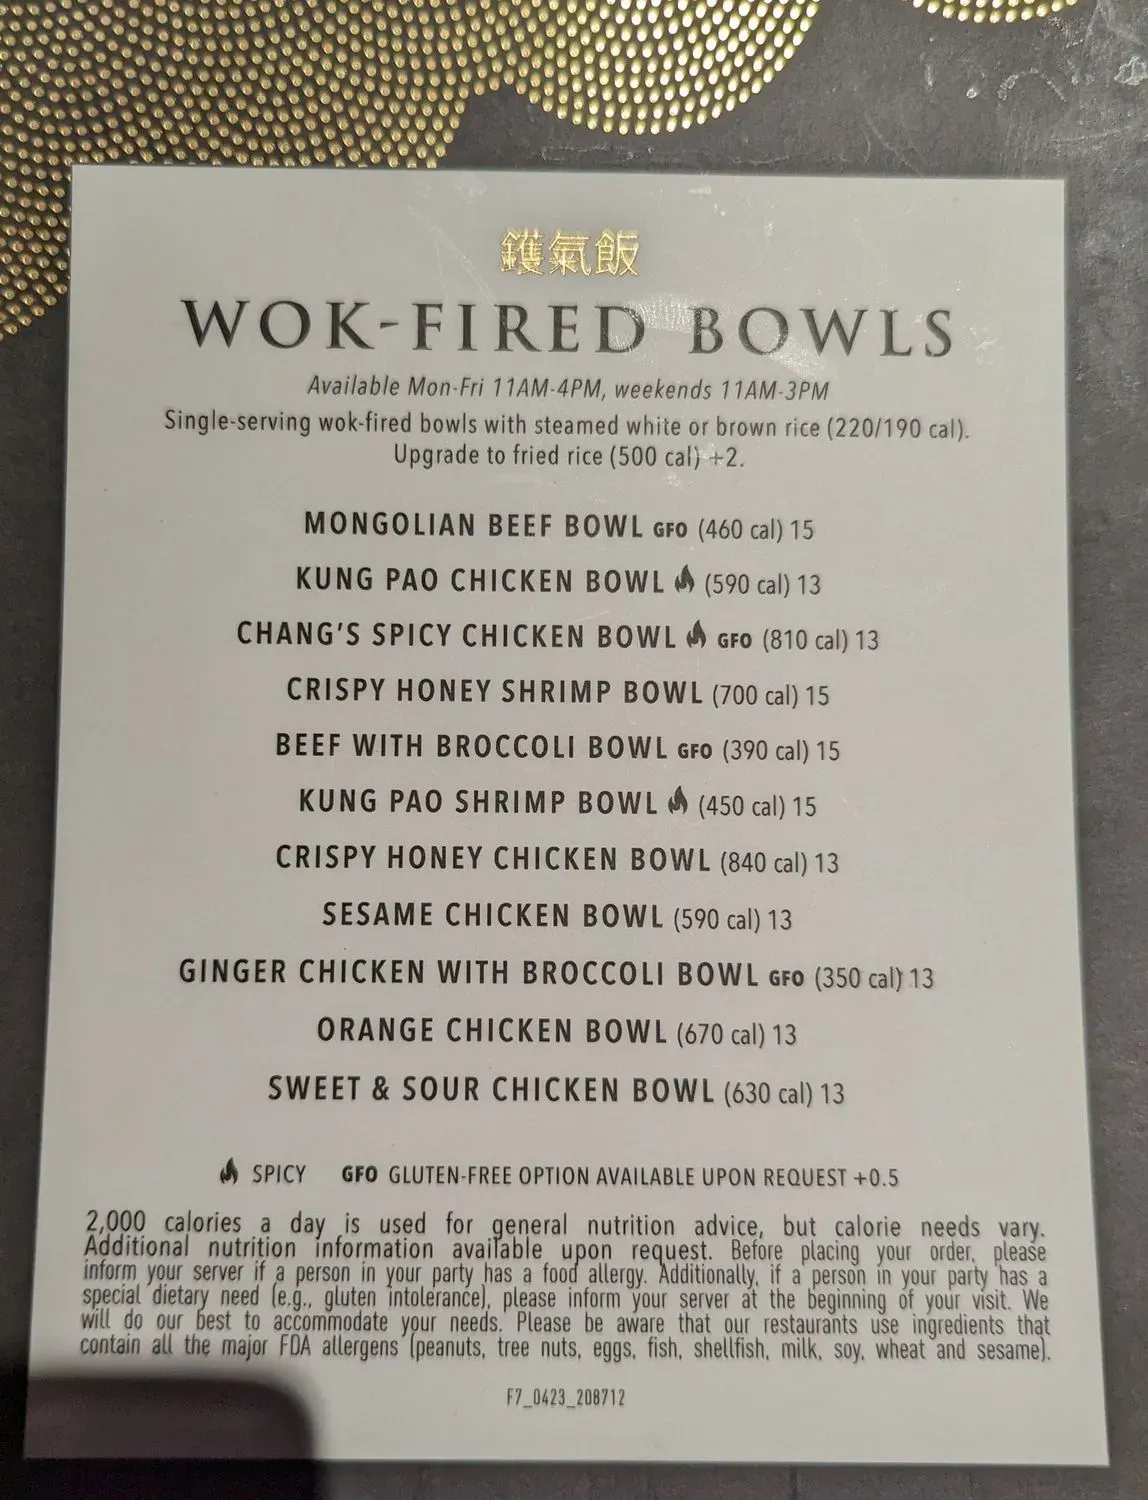 鑊氣飯
WOK-FIRED BOWLS
Available Mon-Fri 11AM-4PM, weekends 11AM-3PM
Single-serving wok-fired bowls with steamed white or brown rice (220/190 cal).
Upgrade to fried rice (500 cal) +2.
MONGOLIAN BEEF BOWL GFO (460 cal) 15
KUNG PAO CHICKEN BOWL (590 cal) 13
CHANG'S SPICY CHICKEN BOWL GFO (810 cal) 13
CRISPY HONEY SHRIMP BOWL (700 cal) 15
BEEF WITH BROCCOLI BOWL GFO (390 cal) 15
KUNG PAO SHRIMP BOWL (450 cal) 15
CRISPY HONEY CHICKEN BOWL (840 cal) 13
SESAME CHICKEN BOWL (590 cal) 13
GINGER CHICKEN WITH BROCCOLI BOWL GFO (350 cal) 13
ORANGE CHICKEN BOWL (670 cal) 13
SWEET & SOUR CHICKEN BOWL (630 cal) 13
SPICY GFO GLUTEN-FREE OPTION AVAILABLE UPON REQUEST +0.5
2,000 calories a day is used for general nutrition advice, but calorie needs vary.
Additional nutrition information available upon request. Before placing your order, please
inform your server if a person in your party has a food allergy. Additionally, if a person in your party has a
special dietary need (e.g., gluten intolerance), please inform your server at the beginning of your visit. We
will do our best to accommodate your needs. Please be aware that our restaurants use ingredients that
contain all the major FDA allergens (peanuts, tree nuts, eggs, fish, shellfish, milk, soy, wheat and sesame).
F7_0423_208712